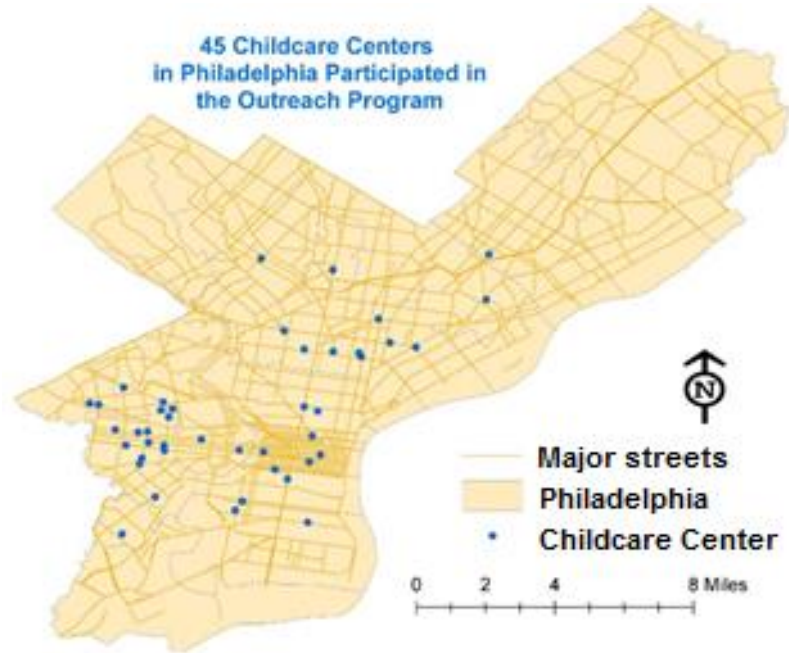 45 Childcare Centers
in Philadelphia Participated in
the Outreach Program
N
Major streets
Philadelphia
Childcare Center
0 2 4 8 Miles